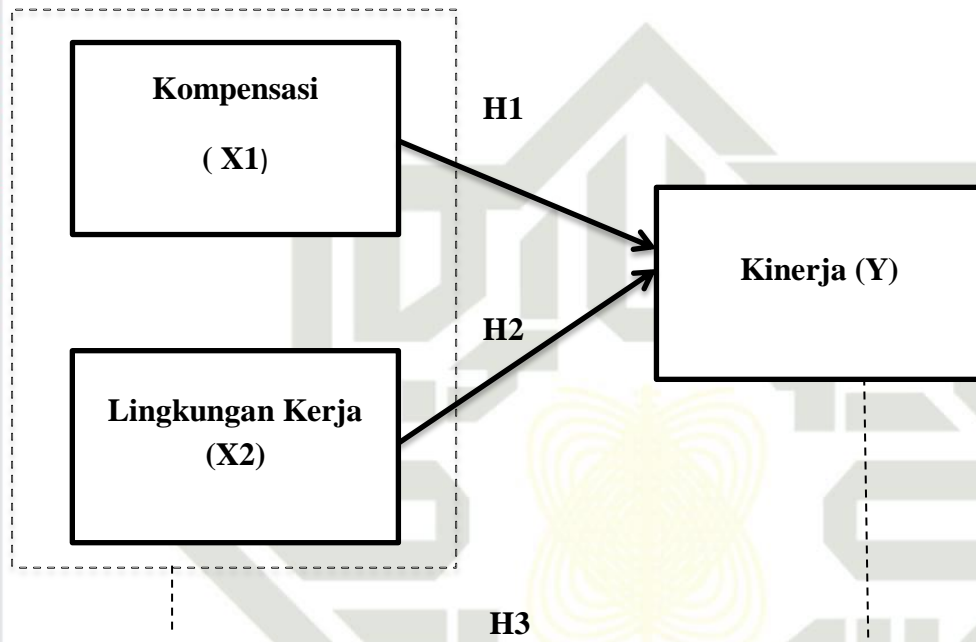 Kompensasi
( X1)
H1
Kinerja (Y)
H2
Lingkungan Kerja
(X2)
H3